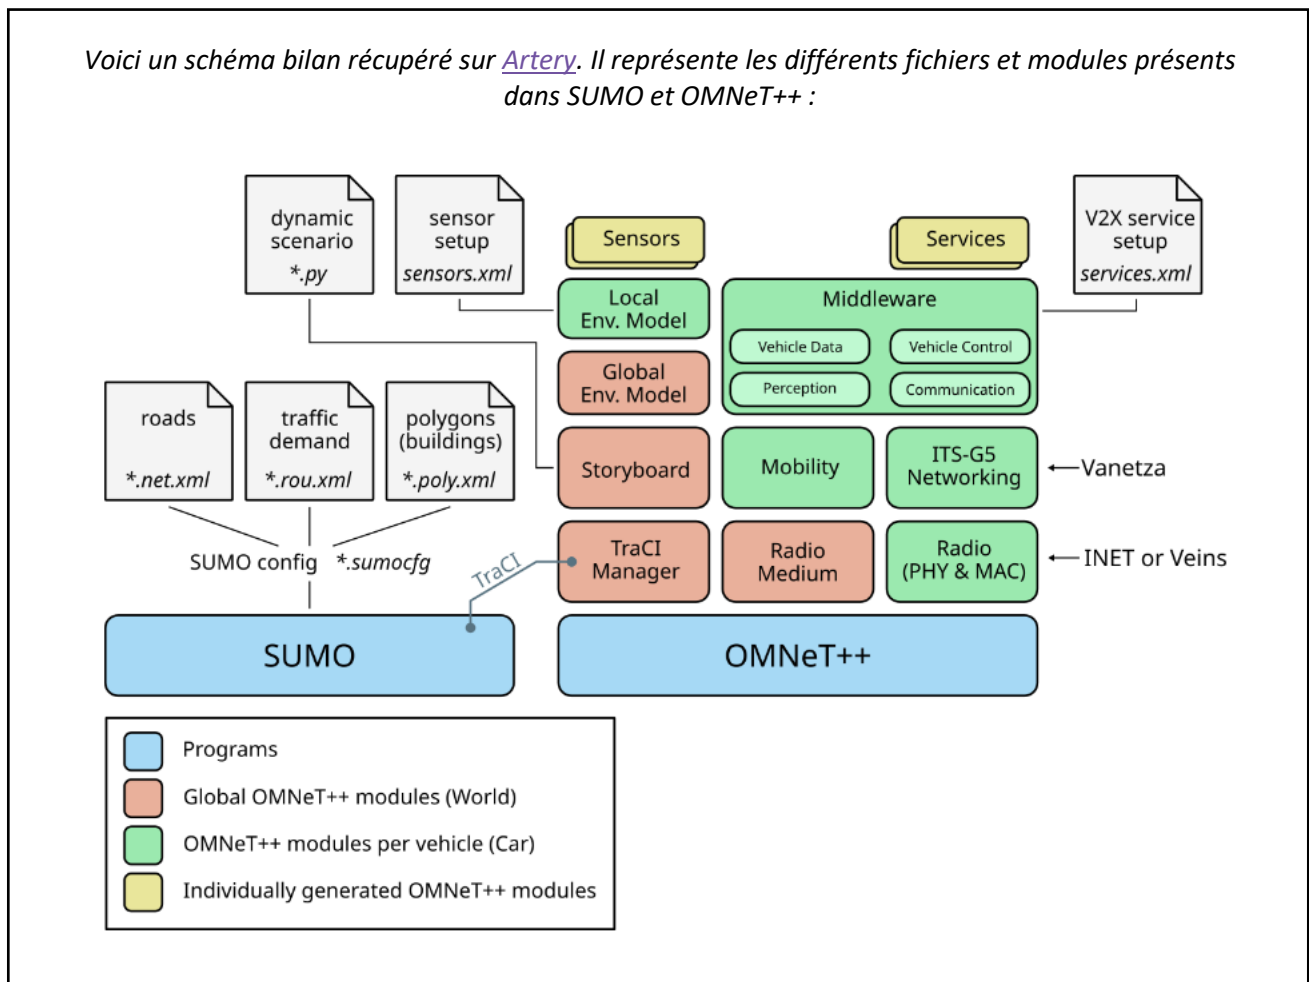 Voici un schéma bilan récupéré sur Artery. Il représente les différents fichiers et modules présents
dans SUMO et OMNeT++ :
dynamic
scenario
*.py
sensor
setup
sensors.xml
Sensors
Services
V2X service
setup
services.xml
Local
Env. Model
Middleware
Vehicle Data
Vehicle Control
Perception
Communication
Global
Env. Model
roads
*.net.xml
traffic
demand
*.rou.xml
polygons
(buildings)
*.poly.xml
Storyboard
Mobility
ITS-G5
Networking
Vanetza
SUMO config *.sumocfg
TraCI
TraCI
Manager
Radio
Medium
Radio
(PHY & MAC)
INET or Veins
SUMO
OMNeT++
Programs
Global OMNeT++ modules (World)
OMNeT++ modules per vehicle (Car)
Individually generated OMNeT++ modules